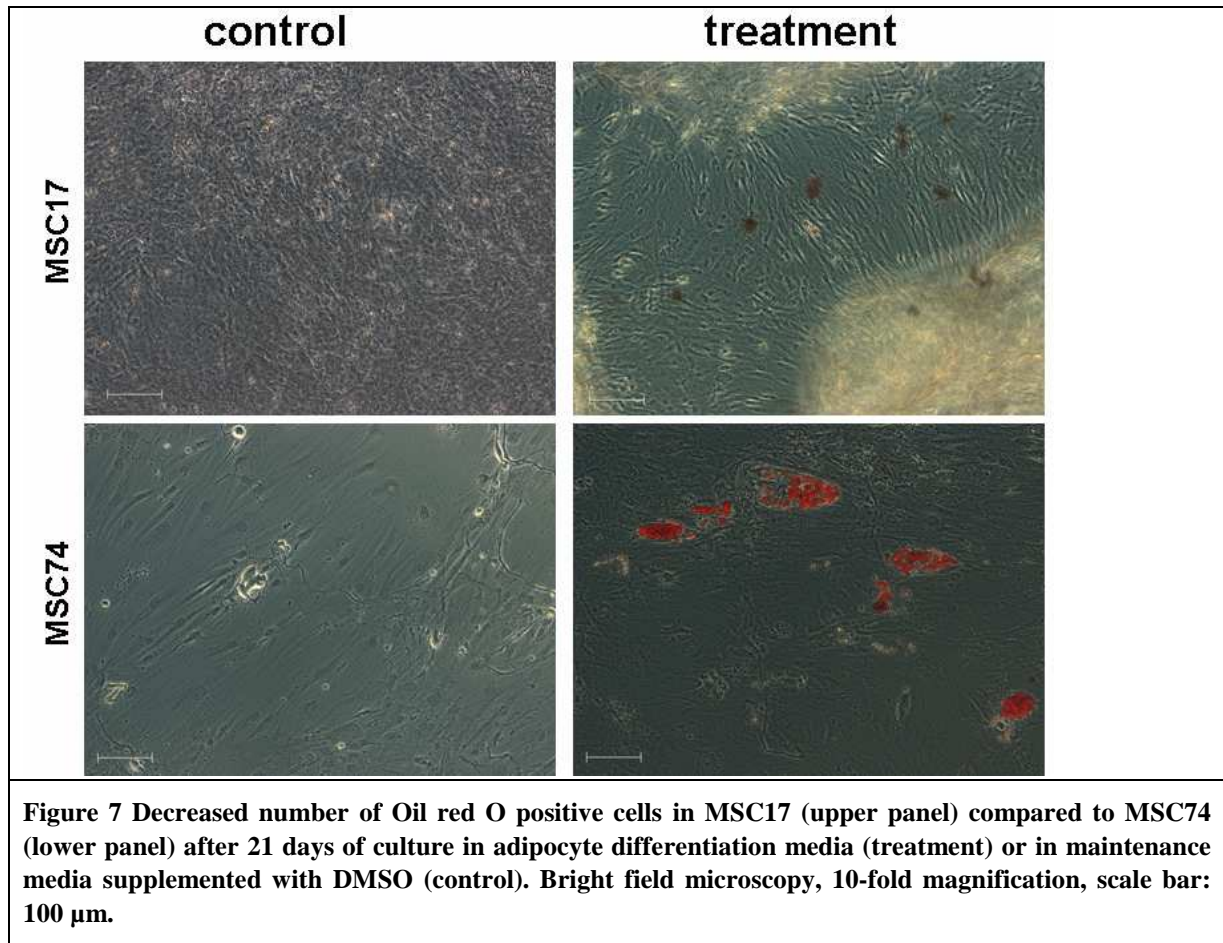 control
treatment
MSC17
MSC74
Figure 7 Decreased number of Oil red O positive cells in MSC17 (upper panel) compared to MSC74
(lower panel) after 21 days of culture in adipocyte differentiation media (treatment) or in maintenance
media supplemented with DMSO (control). Bright field microscopy, 10-fold magnification, scale bar:
100 µm.